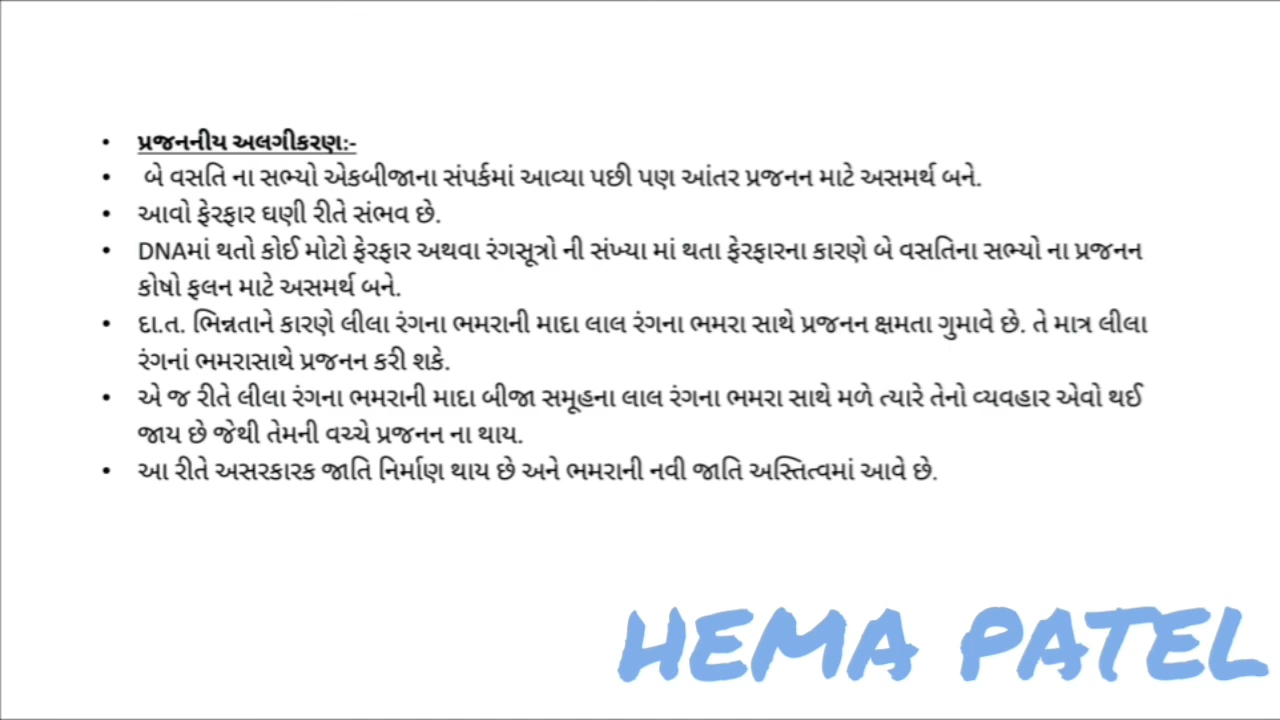 • પ્રજનનીય અલગીકરણ:-
• બે વસતિ ના સભ્યો એકબીજાના સંપર્કમાં આવ્યા પછી પણ આંતર પ્રજનન માટે અસમર્થ બને.
• આવો ફેરફાર ઘણી રીતે સંભવ છે.
• DNAમાં થતો કોઈ મોટો ફેરફાર અથવા રંગસૂત્રો ની સંખ્યા માં થતા ફેરફારના કારણે બે વસતિના સભ્યો ના પ્રજનન
કોષો ફલન માટે અસમર્થ બને.
• દા.ત. ભિન્નતાને કારણે લીલા રંગના ભમરાની માદા લાલ રંગના ભમરા સાથે પ્રજનન ક્ષમતા ગુમાવે છે. તે માત્ર લીલા
રંગનાં ભમરાસાથે પ્રજનન કરી શકે.
• એ જ રીતે લીલા રંગના ભમરાની માદા બીજા સમૂહના લાલ રંગના ભમરા સાથે મળે ત્યારે તેનો વ્યવહાર એવો થઈ
જાય છે જેથી તેમની વચ્ચે પ્રજનન ના થાય.
• આ રીતે અસરકારક જાતિ નિર્માણ થાય છે અને ભમરાની નવી જાતિ અસ્તિત્વમાં આવે છે.
HEMA PATEL